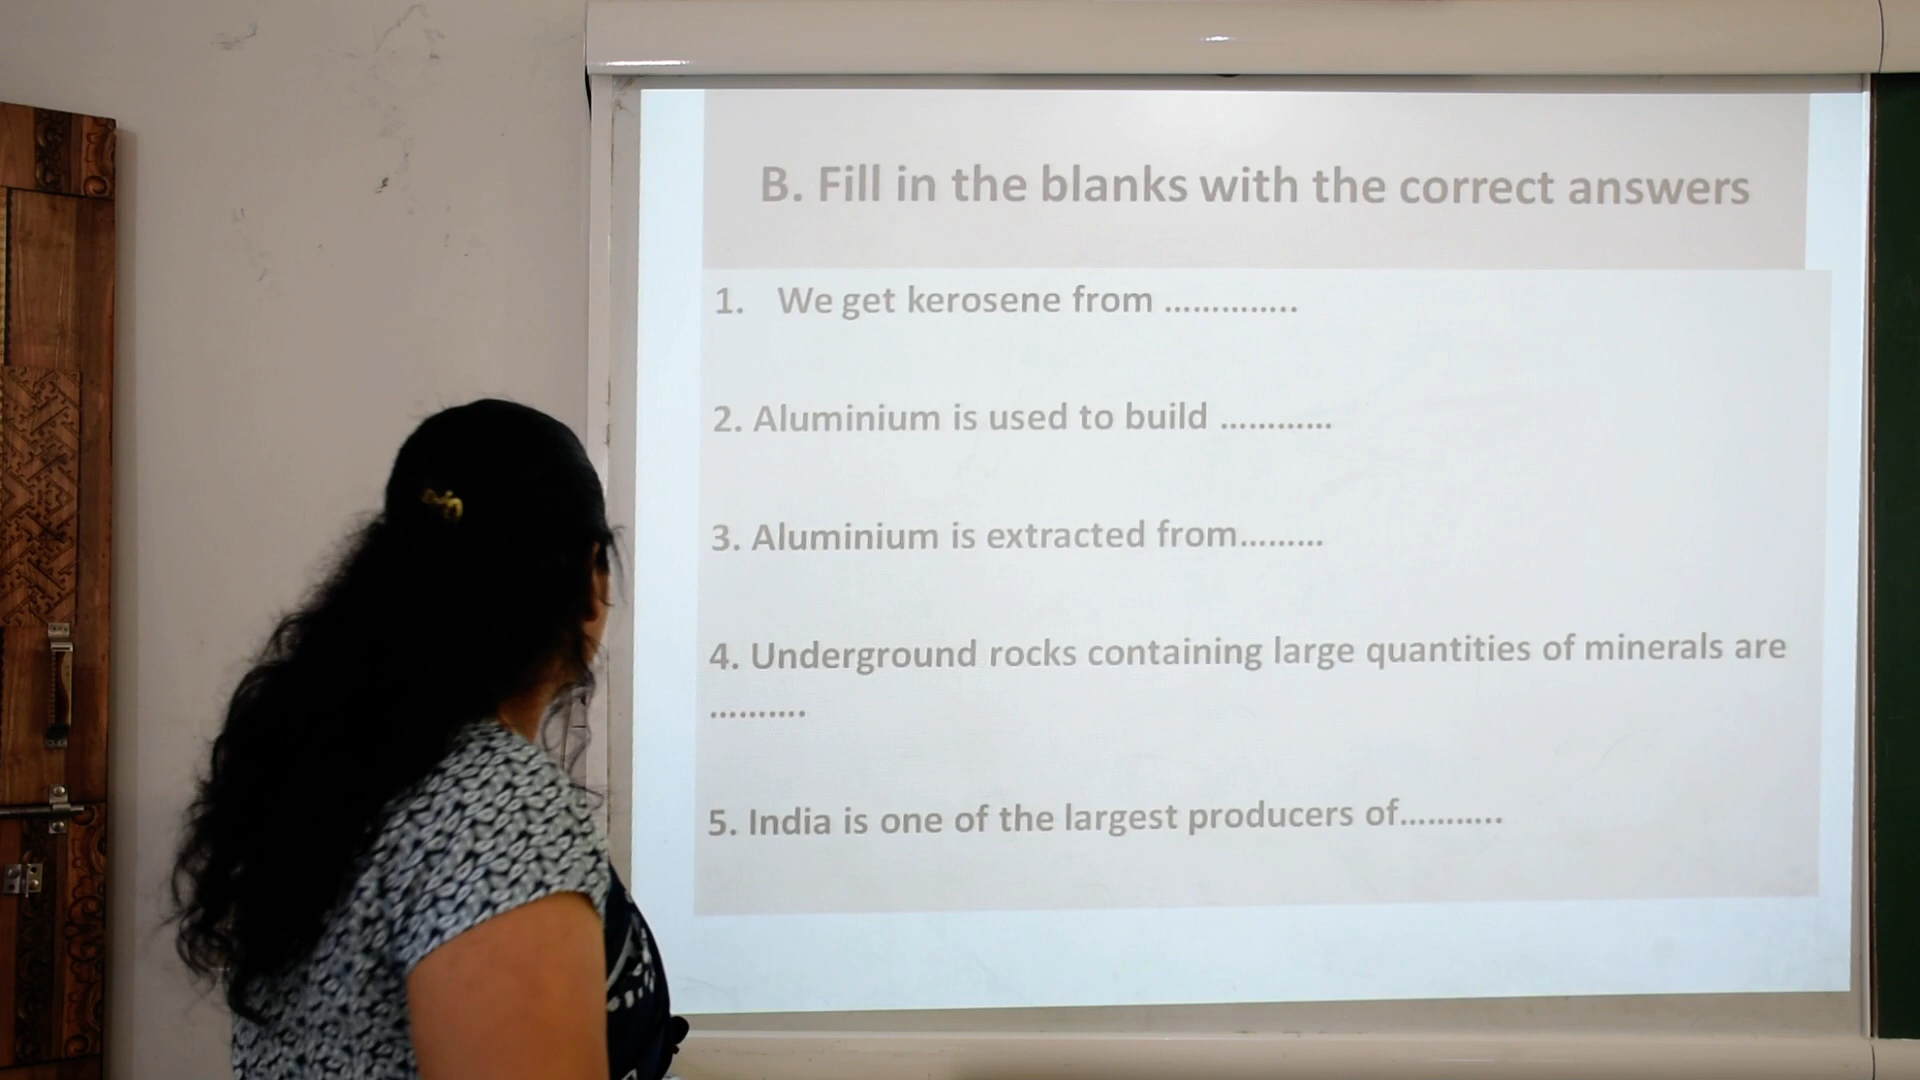 B. Fill in the blanks with the correct answers
1. We get kerosene from ..............
2. Aluminium is used to build ............
3. Aluminium is extracted from.........
4. Underground rocks containing large quantities of minerals are
..........
5. India is one of the largest producers of...........